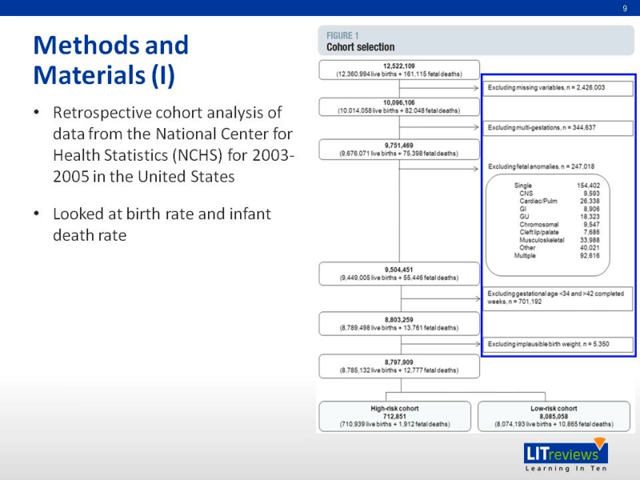 9
Methods and
Materials (I)
• Retrospective cohort analysis of
data from the National Center for
Health Statistics (NCHS) for 2003-
2005 in the United States
• Looked at birth rate and infant
death rate
FIGURE 1
Cohort selection
12,522,109
(12,360,994 live births + 161,115 fetal deaths)
Excluding missing variables, n = 2,426,003
10,096,106
(10,014,058 live births + 82,048 fetal deaths)
Excluding multi-gestations, n = 344,637
9,751,469
(9,676,071 live births + 75,398 fetal deaths)
Excluding fetal anomalies, n = 247,018
Single 154,402
CNS 9,593
Cardiac/Pulm 26,338
GI 8,906
GU 18,323
Chromosomal 9,547
Cleft lip/palate 7,686
Musculoskeletal 33,988
Other 40,021
Multiple 92,616
9,504,451
(9,449,005 live births + 55,446 fetal deaths)
Excluding gestational age <34 and >42 completed
weeks, n = 701,192
8,803,259
(8,789,498 live births + 13,761 fetal deaths)
Excluding implausible birth weight, n = 5,350
8,797,909
(8,785,132 live births + 12,777 fetal deaths)
High-risk cohort
712,851
(710,939 live births + 1,912 fetal deaths)
Low-risk cohort
8,085,058
(8,074,193 live births + 10,865 fetal deaths)
LITreviews
Learning In Ten